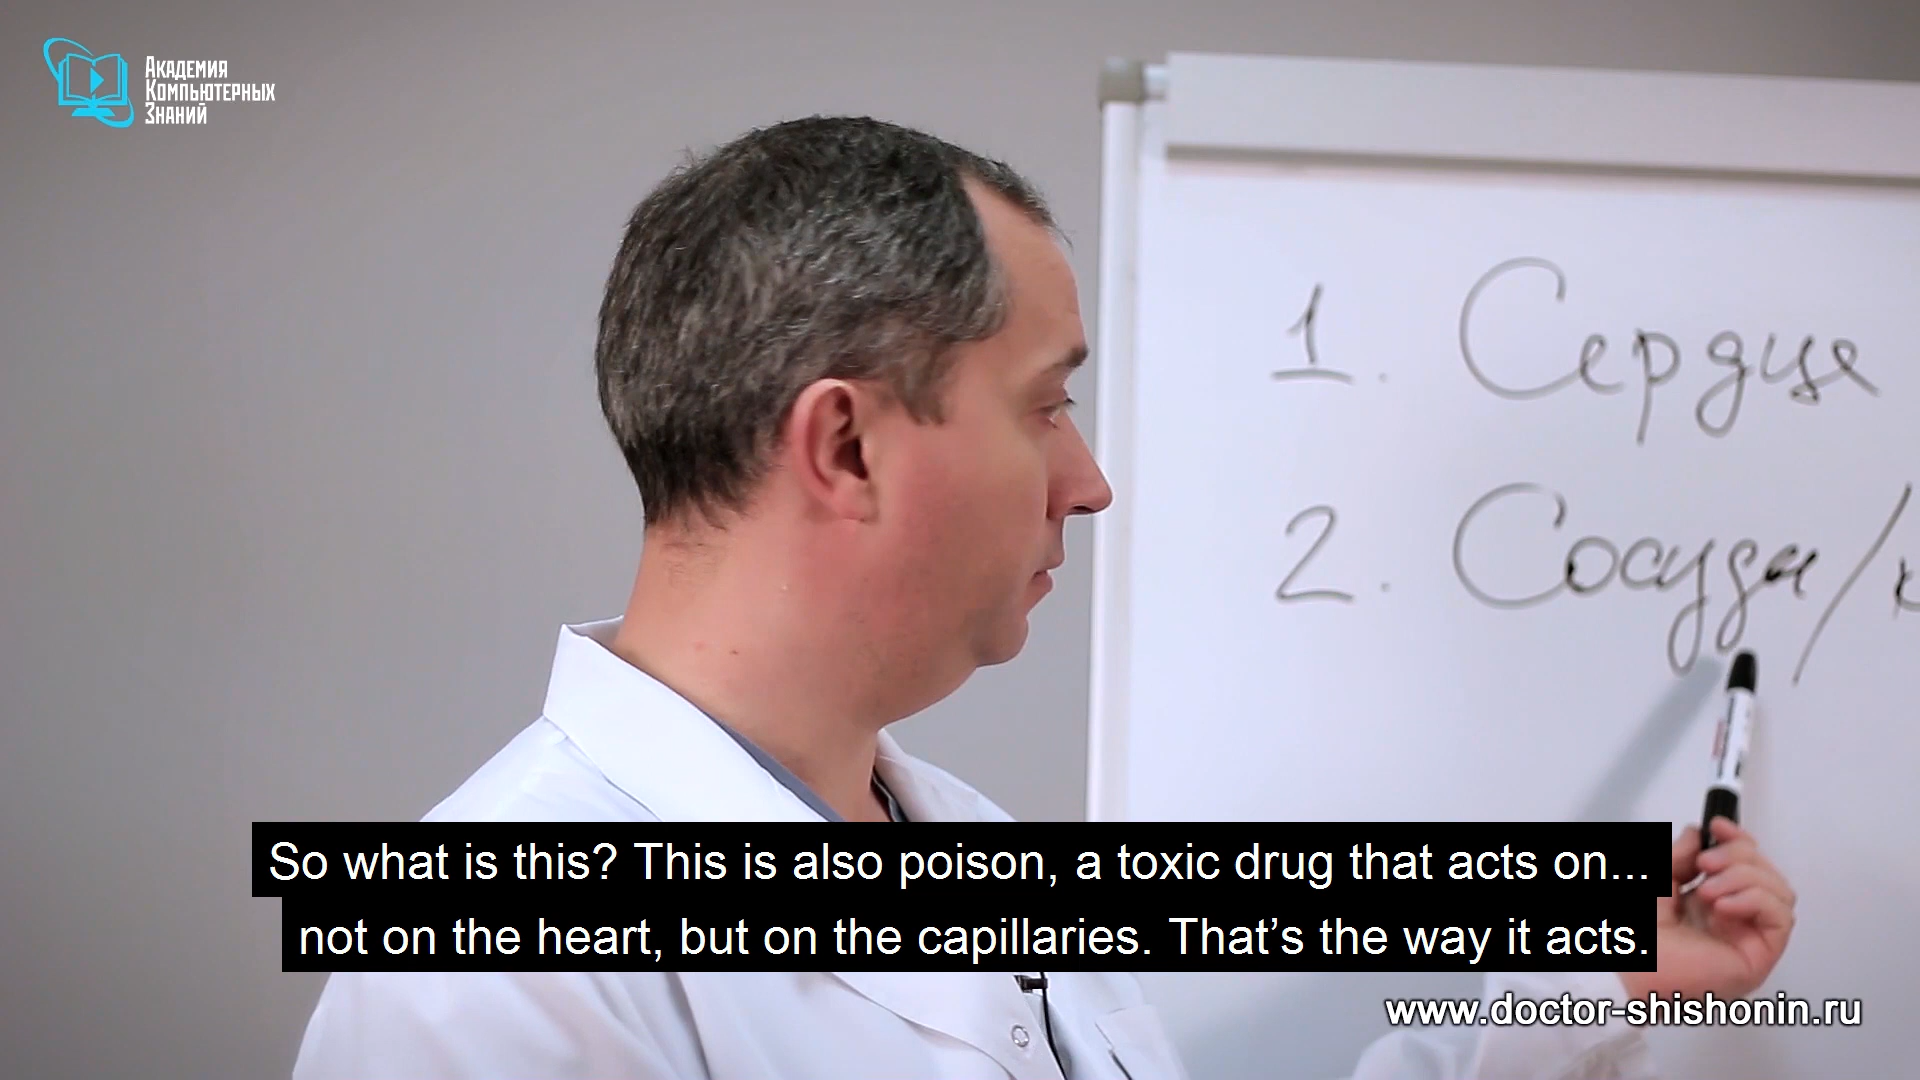 Академия
Компьютерных
Знаний
1. Сердце
2. Сосуды/к
So what is this? This is also poison, a toxic drug that acts on...
not on the heart, but on the capillaries. That’s the way it acts.
www.doctor-shishonin.ru